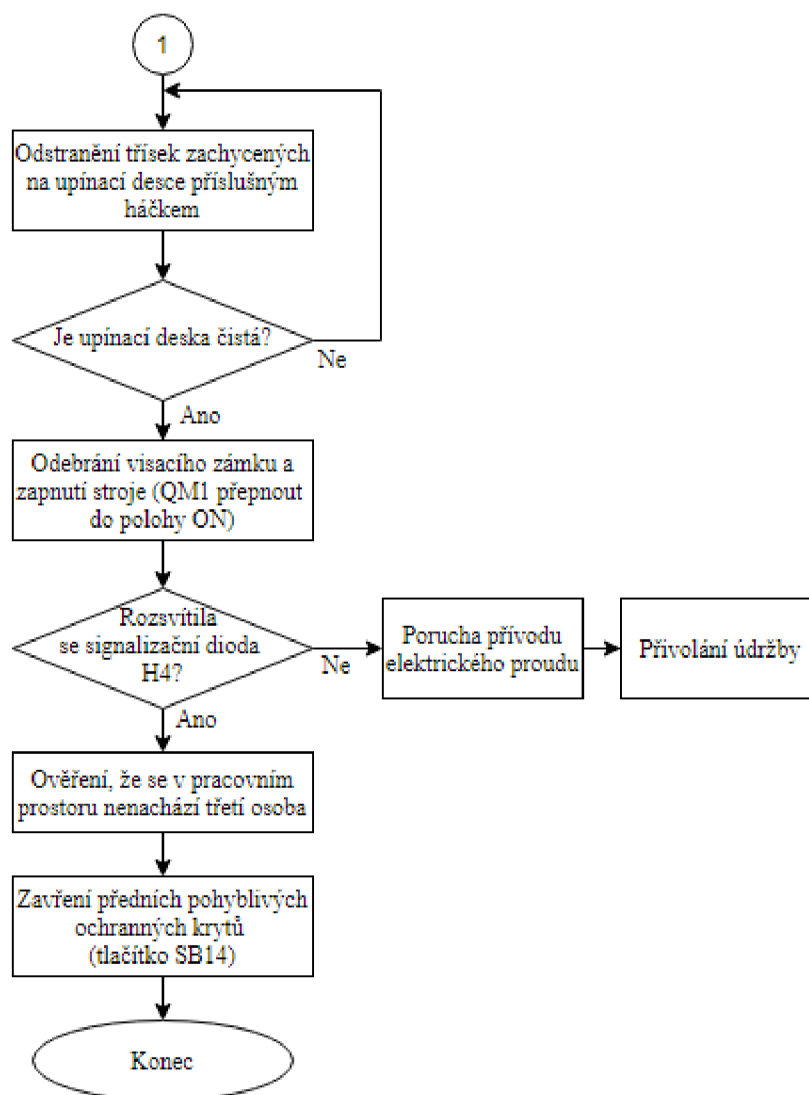 1
Odstranění třísek zachycených
na upínací desce příslušným
háčkem
Je upínací deska čistá?
Ne
Ano
Odebrání visacího zámku a
zapnutí stroje (QM1 přepnout
do polohy ON)
Rozsvítila
se signalizační dioda
H4?
Ne
Porucha přívodu
elektrického proudu
Přivolání údržby
Ano
Ověření, že se v pracovním
prostoru nenachází třetí osoba
Zavření předních pohyblivých
ochranných krytů
(tlačítko SB14)
Konec